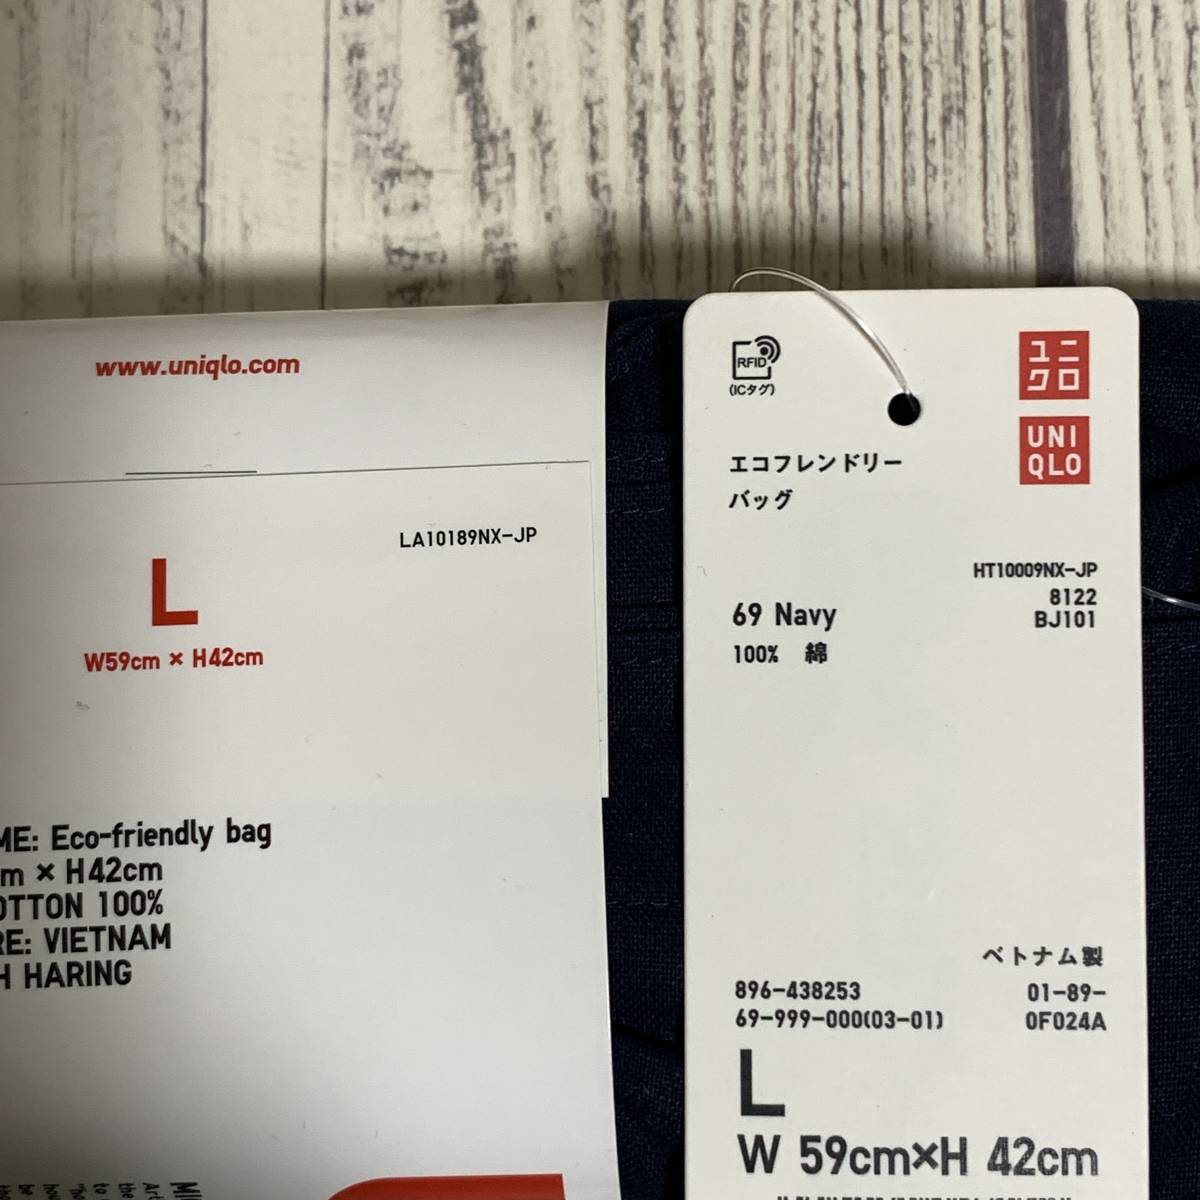 www.uniqlo.com
LA10189NX-JP
L
W59cm × H42cm
ME: Eco-friendly bag
m × H42cm
OTTON 100%
RE: VIETNAM
H HARING
RFID
(ICタグ)
ユニ
クロ
UNI
QLO
エコフレンドリー
バッグ
HT10009NX-JP
8122
BJ101
69 Navy
100% 綿
ベトナム製
896-438253
01-89-
69-999-000(03-01)
0F024A
L
W 59cm×H 42cm